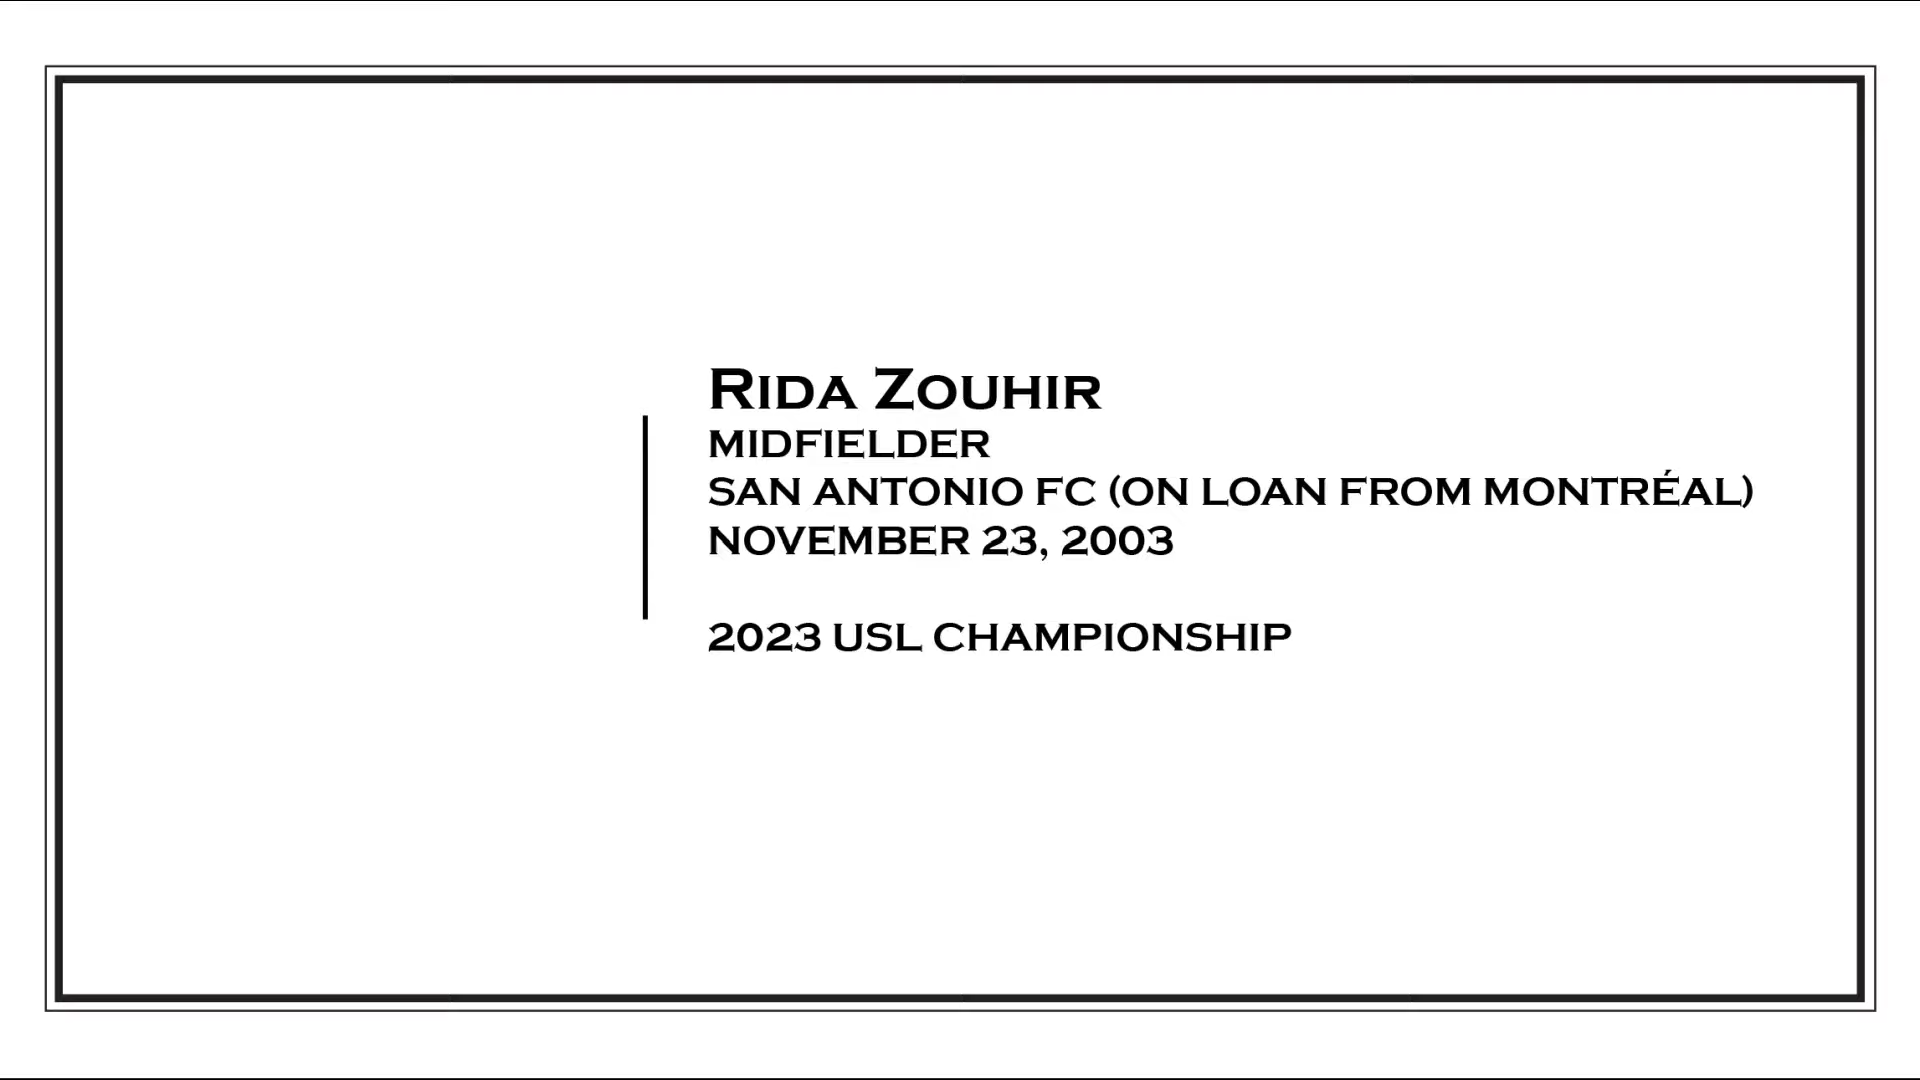 Rida Zouhir
MIDFIELDER
SAN ANTONIO FC (ON LOAN FROM MONTRÉAL)
NOVEMBER 23, 2003
2023 USL CHAMPIONSHIP